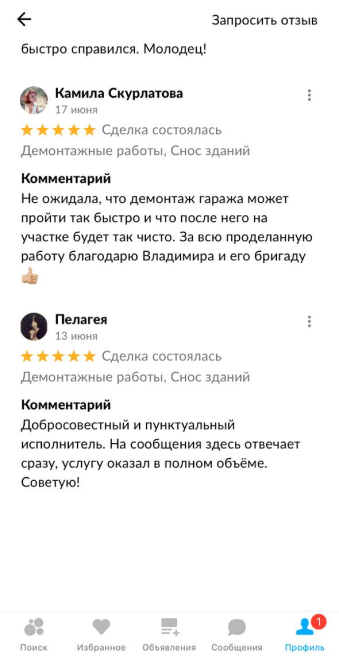 Запросить отзыв
быстро справился. Молодец!
Камила Скурлатова
17 июня
Сделка состоялась
Демонтажные работы, Снос зданий
Комментарий
Не ожидала, что демонтаж гаража может
пройти так быстро и что после него на
участке будет так чисто. За всю проделанную
работу благодарю Владимира и его бригаду
👍🏼
Пелагея
13 июня
Сделка состоялась
Демонтажные работы, Снос зданий
Комментарий
Добросовестный и пунктуальный
исполнитель. На сообщения здесь отвечает
сразу, услугу оказал в полном объёме.
Советую!
1
Поиск Избранное Объявления Сообщения Профиль